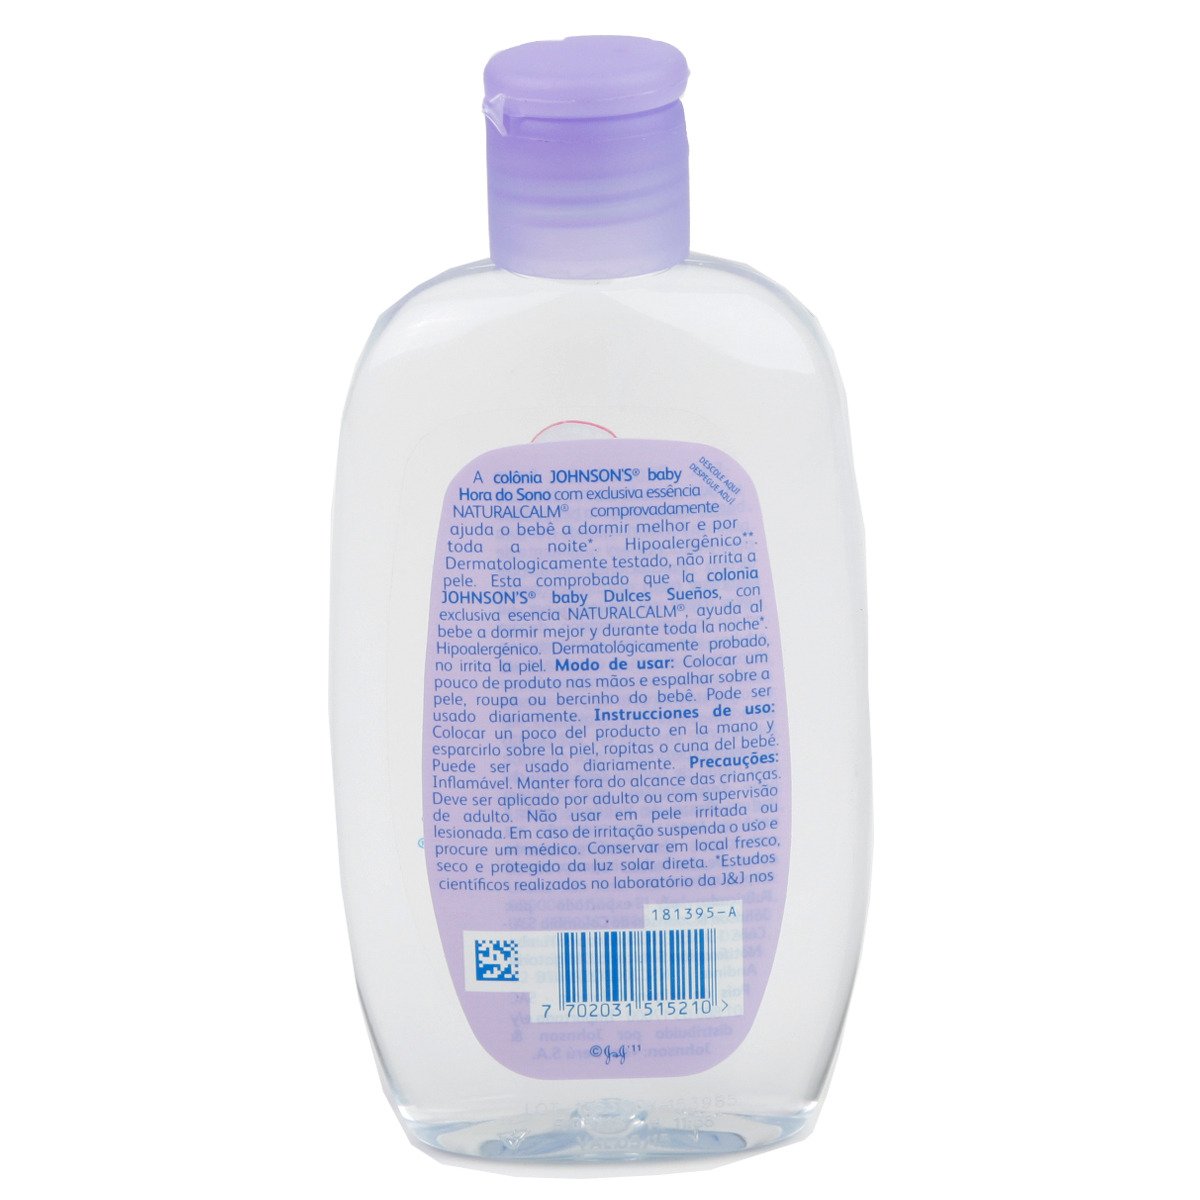 A colônia JOHNSON'S® baby
Hora do Sono com exclusiva essência
NATURALCALM® comprovadamente
ajuda o bebê a dormir melhor e por
toda a noite*. Hipoalergênico**.
Dermatologicamente testado, não irrita a
pele. Esta comprobado que la colonia
JOHNSON'S® baby Dulces Sueños, con
exclusiva esencia NATURALCALM®, ayuda al
bebe a dormir mejor y durante toda la noche*.
Hipoalergénico. Dermatológicamente probado,
no irrita la piel. Modo de usar: Colocar um
pouco de produto nas mãos e espalhar sobre a
pele, roupa ou bercinho do bebê. Pode ser
usado diariamente. Instrucciones de uso:
Colocar un poco del producto en la mano y
esparcirlo sobre la piel, ropitas o cuna del bebé.
Puede ser usado diariamente. Precauções:
Inflamável. Manter fora do alcance das crianças.
Deve ser aplicado por adulto ou com supervisão
de adulto. Não usar em pele irritada ou
lesionada. Em caso de irritação suspenda o uso e
procure um médico. Conservar em local fresco,
seco e protegido da luz solar direta. *Estudos
científicos realizados no laboratório da J&J nos
DESCOLE AQUI
DESPEGUE AQUÍ
181395-A
7 702031 515210 >
©J&J '11